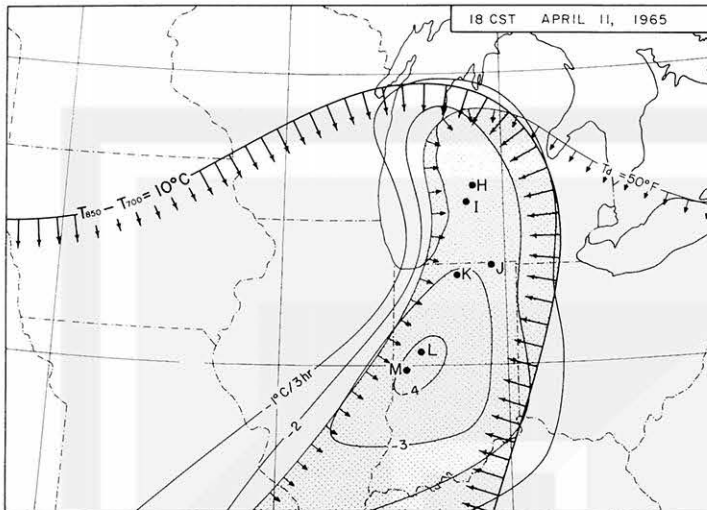 18 CST APRIL 11, 1965
T850 – T700 = 10°C
Td = 50°F
H
I
J
K
L
M
-4
-1°C/3hr
-2
-3